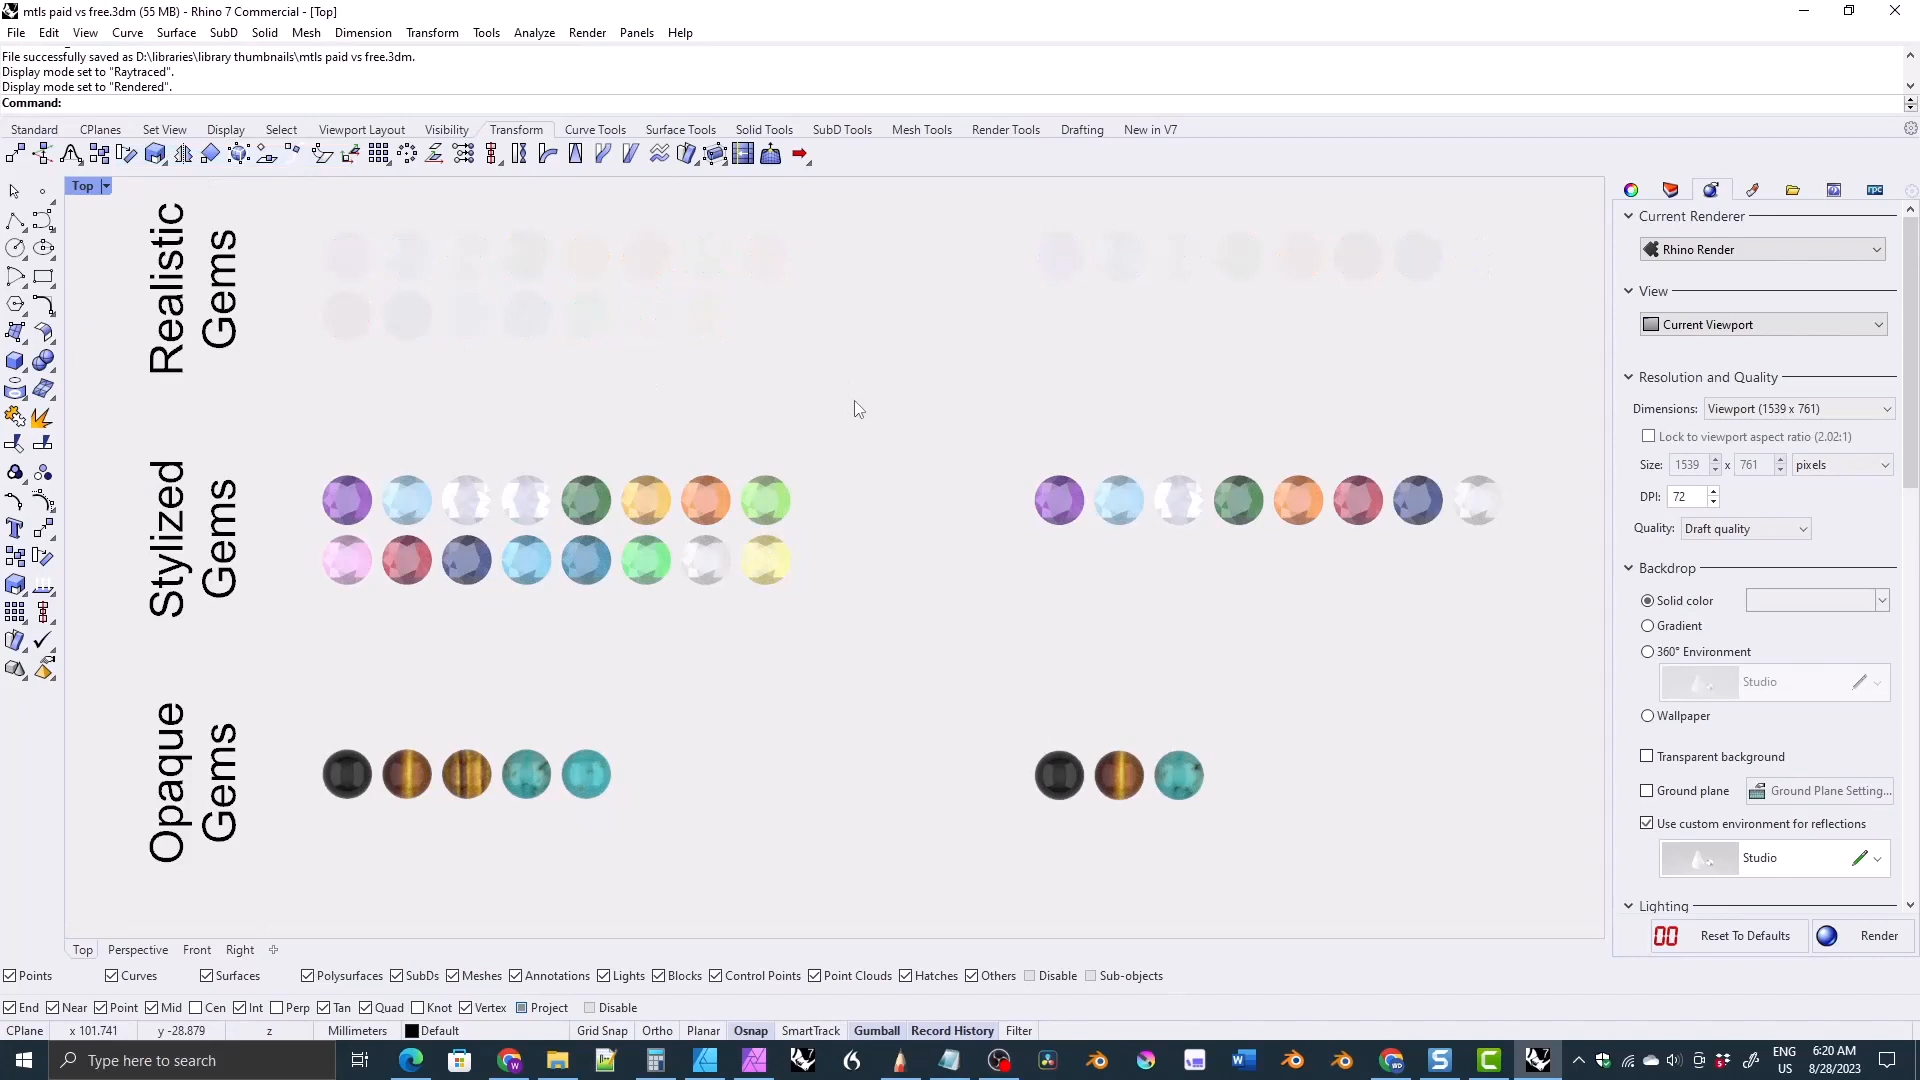 mtls paid vs free.3dm (55 MB) - Rhino 7 Commercial - [Top]
File Edit View Curve Surface SubD Solid Mesh Dimension Transform Tools Analyze Render Panels Help
File successfully saved as D:\libraries\library thumbnails\mtls paid vs free.3dm.
Display mode set to "Raytraced".
Display mode set to "Rendered".
Command:
Standard CPlanes Set View Display Select Viewport Layout Visibility Transform Curve Tools Surface Tools Solid Tools SubD Tools Mesh Tools Render Tools Drafting New in V7
Top
Realistic
Gems
Stylized
Gems
Opaque
Gems
rpc
Current Renderer
Rhino Render
View
Current Viewport
Resolution and Quality
Dimensions: Viewport (1539 x 761)
Lock to viewport aspect ratio (2.02:1)
Size: 1539 x 761 pixels
DPI: 72
Quality: Draft quality
Backdrop
Solid color
Gradient
360° Environment
Studio
Wallpaper
Transparent background
Ground plane Ground Plane Setting...
Use custom environment for reflections
Studio
Lighting
Reset To Defaults Render
Top Perspective Front Right
Points Curves Surfaces Polysurfaces SubDs Meshes Annotations Lights Blocks Control Points Point Clouds Hatches Others Disable Sub-objects
End Near Point Mid Cen Int Perp Tan Quad Knot Vertex Project Disable
CPlane x 101.741 y -28.879 z Millimeters Default Grid Snap Ortho Planar Osnap SmartTrack Gumball Record History Filter
Type here to search
ENG
US
6:20 AM
8/28/2023